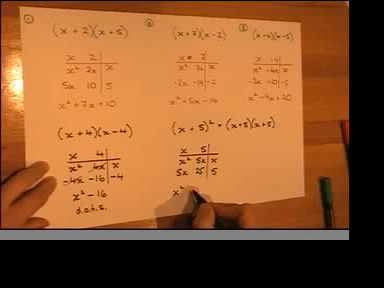 ① (x + 2)(x + 5)
x 2
x² 2x x
5x 10 5
x² + 7x + 10
② (x + 7)(x - 2)
x 7
x² 7x x
-2x -14 -2
x² + 5x - 14
③ (x - 4)(x - 5)
x -4
x² -4x x
-5x +20 -5
x² - 9x + 20
(x + 4)(x - 4)
x 4
x² 4x x
-4x -16 -4
x² - 16
d.o.t.s.
(x + 5)² = (x+5)(x+5)
x 5
x² 5x x
5x 25 5
x²